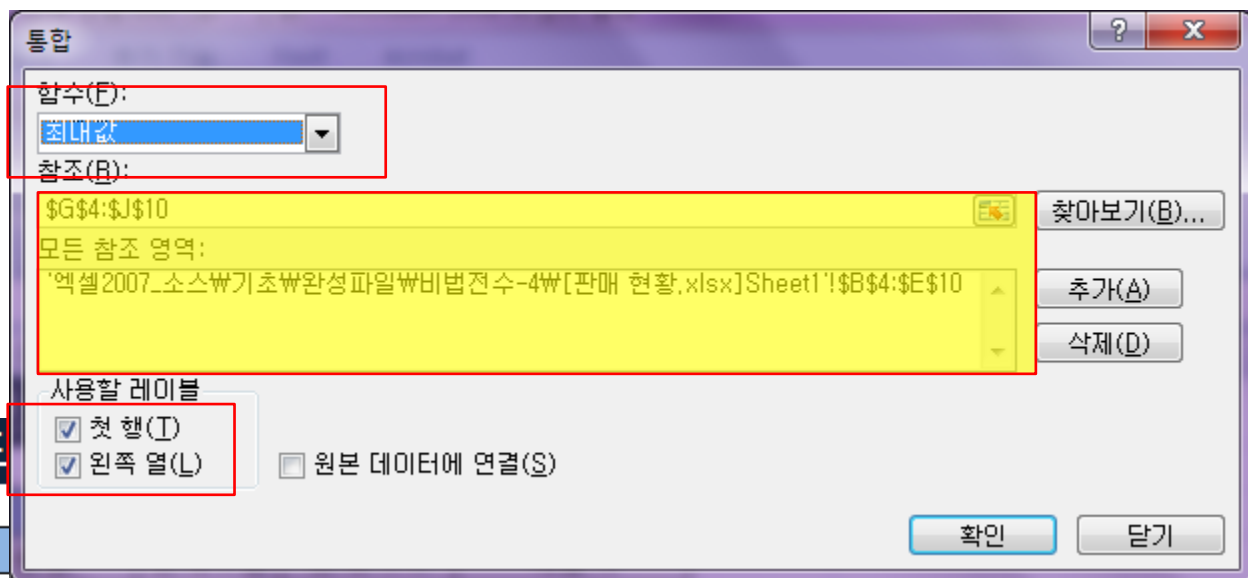 통합
함수(F):
최대값
참조(R):
$G$4:$J$10
찾아보기(B)...
모든 참조 영역:
'엑셀2007_소스₩기초₩완성파일₩비법전수-4₩[판매 현황.xlsx]Sheet1'!$B$4:$E$10
추가(A)
삭제(D)
사용할 레이블
첫 행(T)
왼쪽 열(L)
원본 데이터에 연결(S)
확인
닫기